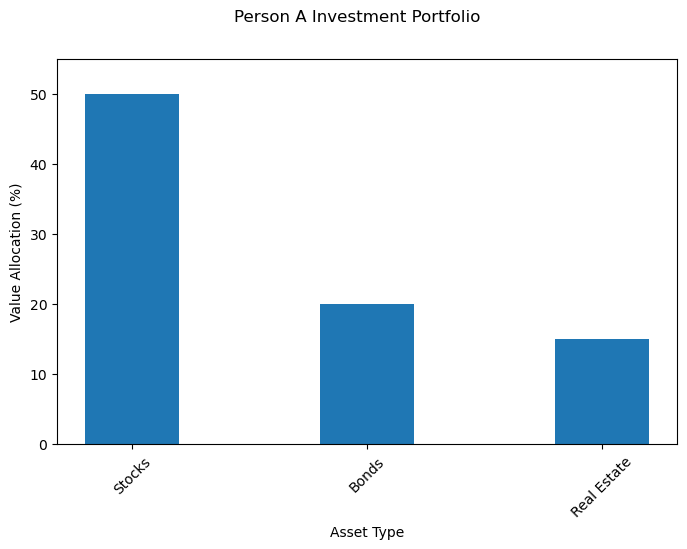 Person A Investment Portfolio
Value Allocation (%)
50
40
30
20
10
0
Stocks
Bonds
Real Estate
Asset Type